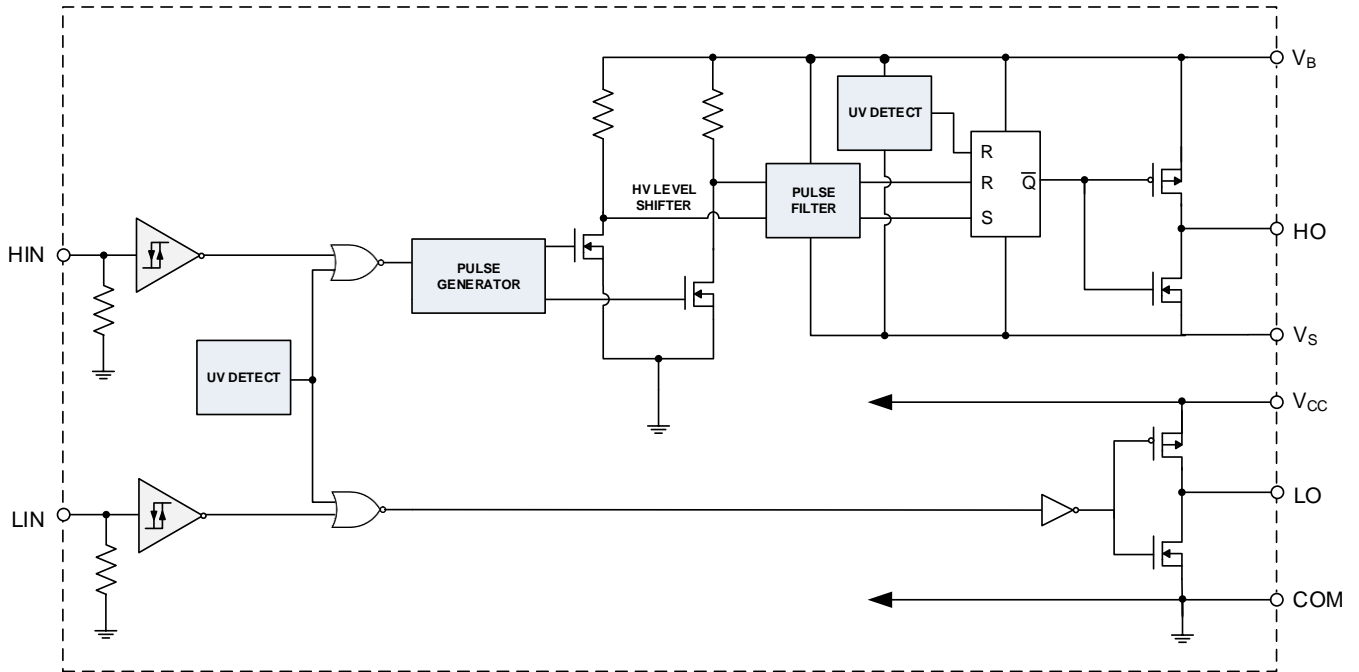 V_B
UV DETECT
R
R
Q̅
S
HV LEVEL
SHIFTER
PULSE
FILTER
HO
HIN
PULSE
GENERATOR
V_S
UV DETECT
V_CC
LO
LIN
COM